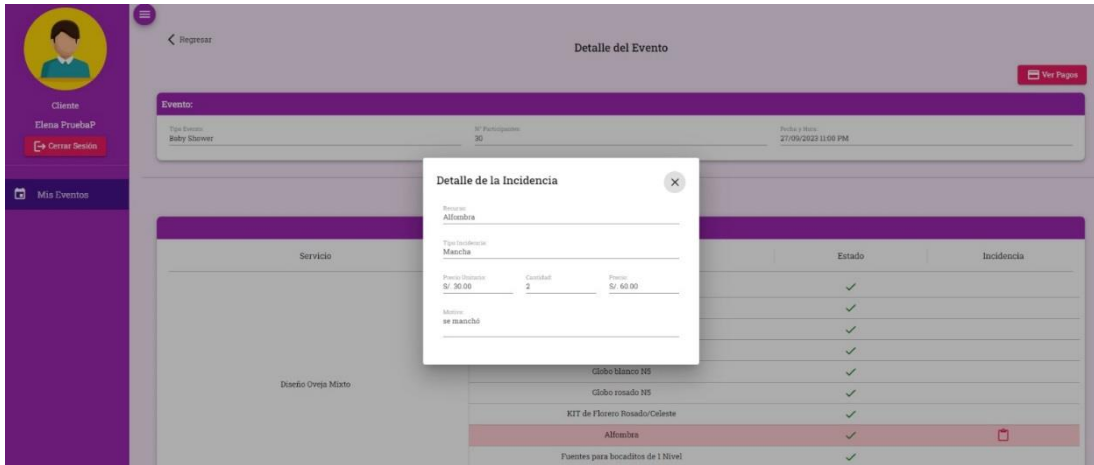 Regresar
Detalle del Evento
Ver Pagos
Cliente
Elena PruebaP
Cerrar Sesión
Mis Eventos
Evento:
Tipo Evento
Baby Shower
N° Participantes
30
Fecha y Hora
27/09/2023 11:00 PM
Detalle de la Incidencia
Recurso
Alfombra
Tipo Incidencia
Mancha
Precio Unitario
S/. 30.00
Cantidad
2
Precio
S/. 60.00
Motivo
se manchó
Servicio
Estado
Incidencia
Diseño Oveja Mixto
Globo blanco N5
Globo rosado N5
KIT de Florero Rosado/Celeste
Alfombra
Fuentes para bocaditos de 1 Nivel